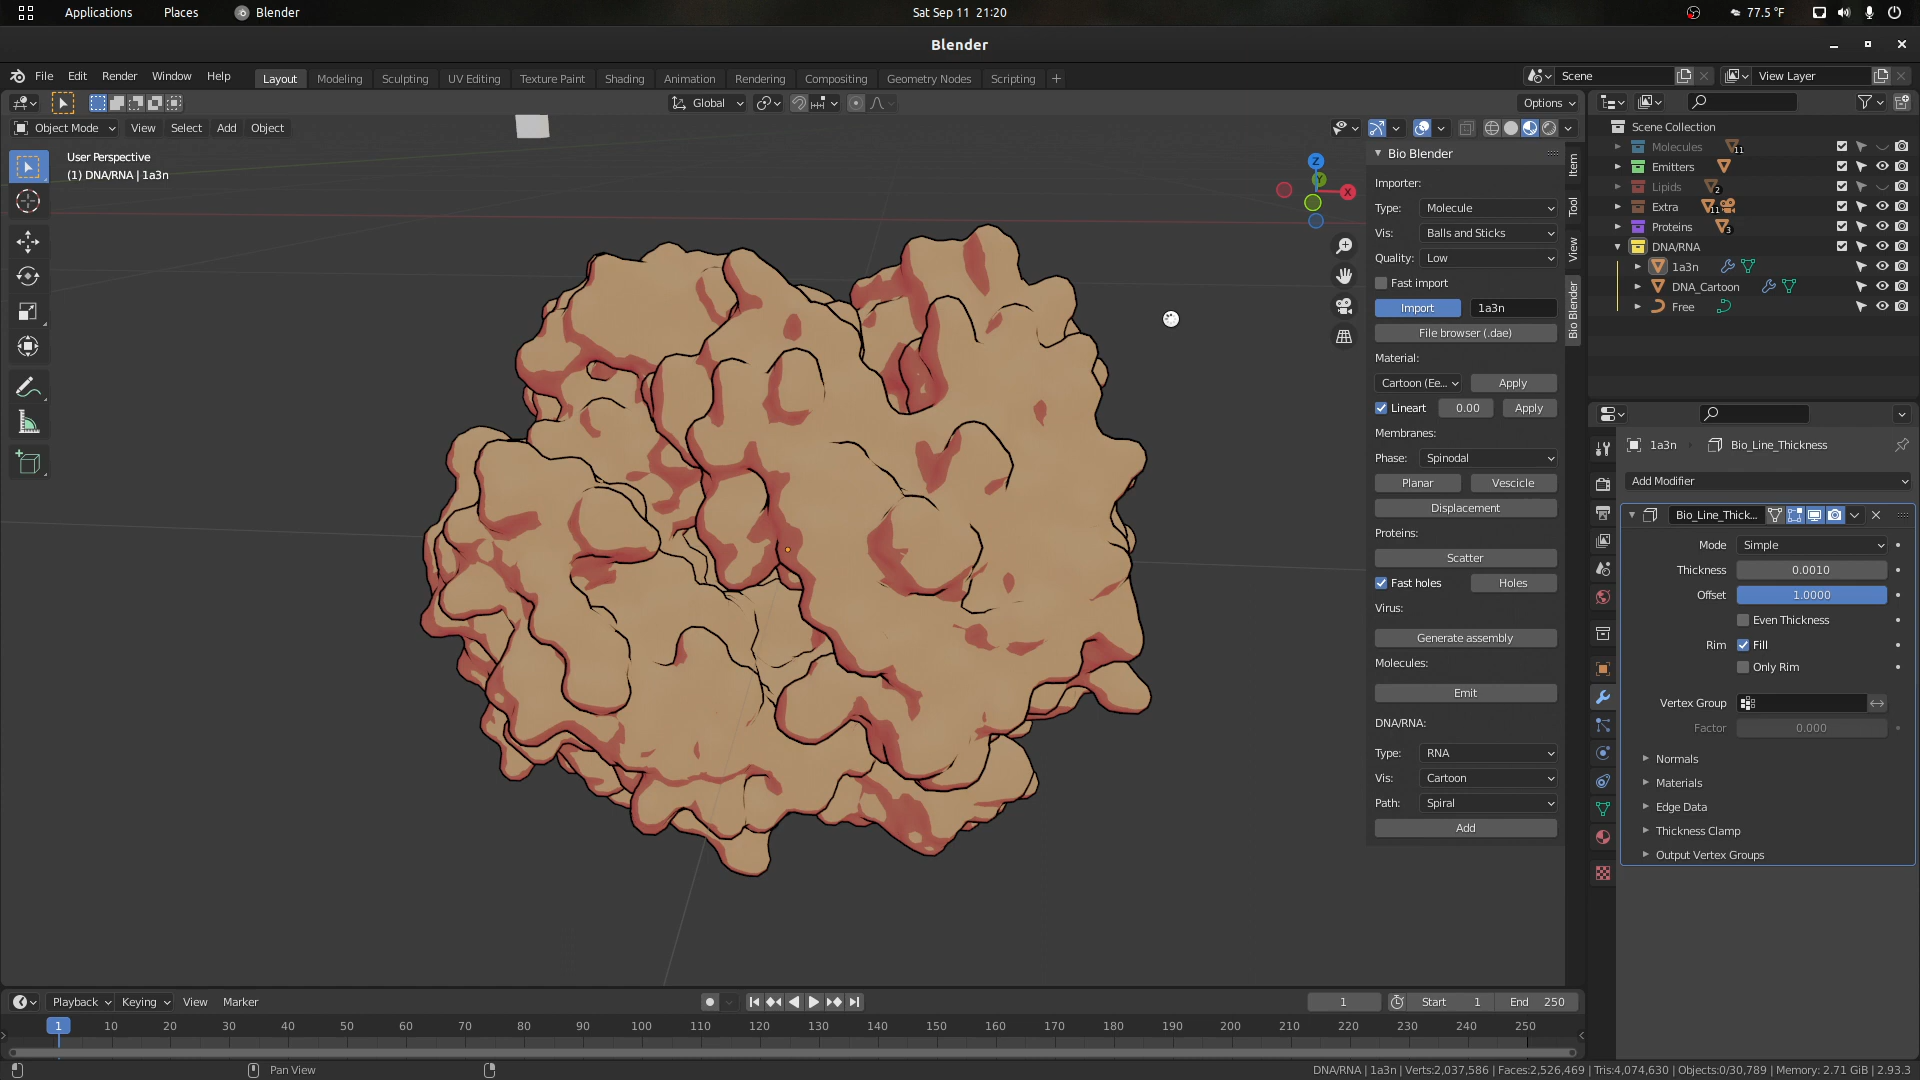 Applications Places Blender Sat Sep 11 21:20 77.5 °F
Blender
File Edit Render Window Help Layout Modeling Sculpting UV Editing Texture Paint Shading Animation Rendering Compositing Geometry Nodes Scripting + Scene View Layer
Global Options
Object Mode View Select Add Object
User Perspective
(1) DNA/RNA | 1a3n
Z
Y
X
Bio Blender
Importer:
Type: Molecule
Vis: Balls and Sticks
Quality: Low
Fast import
Import 1a3n
File browser (.dae)
Material:
Cartoon (Ee... Apply
Lineart 0.00 Apply
Membranes:
Phase: Spinodal
Planar Vescicle
Displacement
Proteins:
Scatter
Fast holes Holes
Virus:
Generate assembly
Molecules:
Emit
DNA/RNA:
Type: RNA
Vis: Cartoon
Path: Spiral
Add
Item
Tool
View
Bio Blender
Scene Collection
Molecules 11
Emitters
Lipids 2
Extra 11
Proteins 3
DNA/RNA
1a3n
DNA_Cartoon
Free
1a3n Bio_Line_Thickness
Add Modifier
Bio_Line_Thick...
Mode Simple
Thickness 0.0010
Offset 1.0000
Even Thickness
Rim Fill
Only Rim
Vertex Group
Factor 0.000
Normals
Materials
Edge Data
Thickness Clamp
Output Vertex Groups
Playback Keying View Marker 1 Start 1 End 250
1 10 20 30 40 50 60 70 80 90 100 110 120 130 140 150 160 170 180 190 200 210 220 230 240 250
Pan View DNA/RNA | 1a3n | Verts:2,037,586 | Faces:2,526,469 | Tris:4,074,630 | Objects:0/30,789 | Memory: 2.71 GiB | 2.93.3